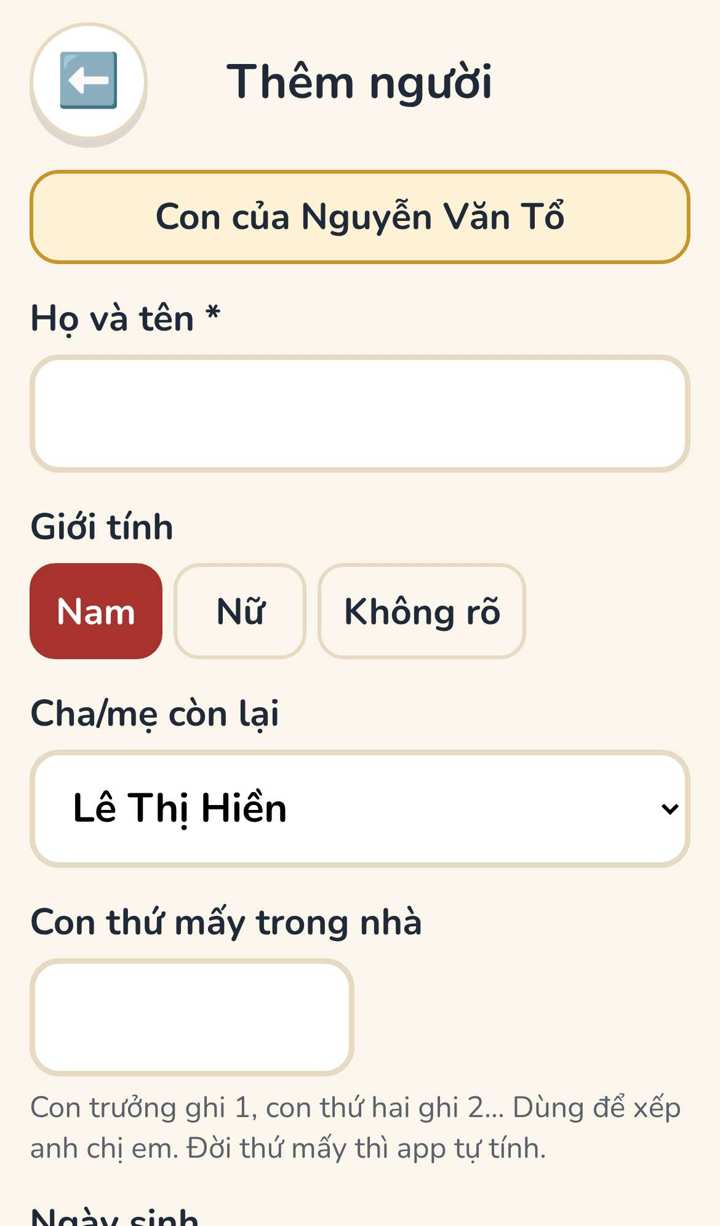 Thêm người
Con của Nguyễn Văn Tổ
Họ và tên *
Giới tính
Nam
Nữ
Không rõ
Cha/mẹ còn lại
Lê Thị Hiền
Con thứ mấy trong nhà
Con trưởng ghi 1, con thứ hai ghi 2... Dùng để xếp
anh chị em. Đời thứ mấy thì app tự tính.
Ngày sinh